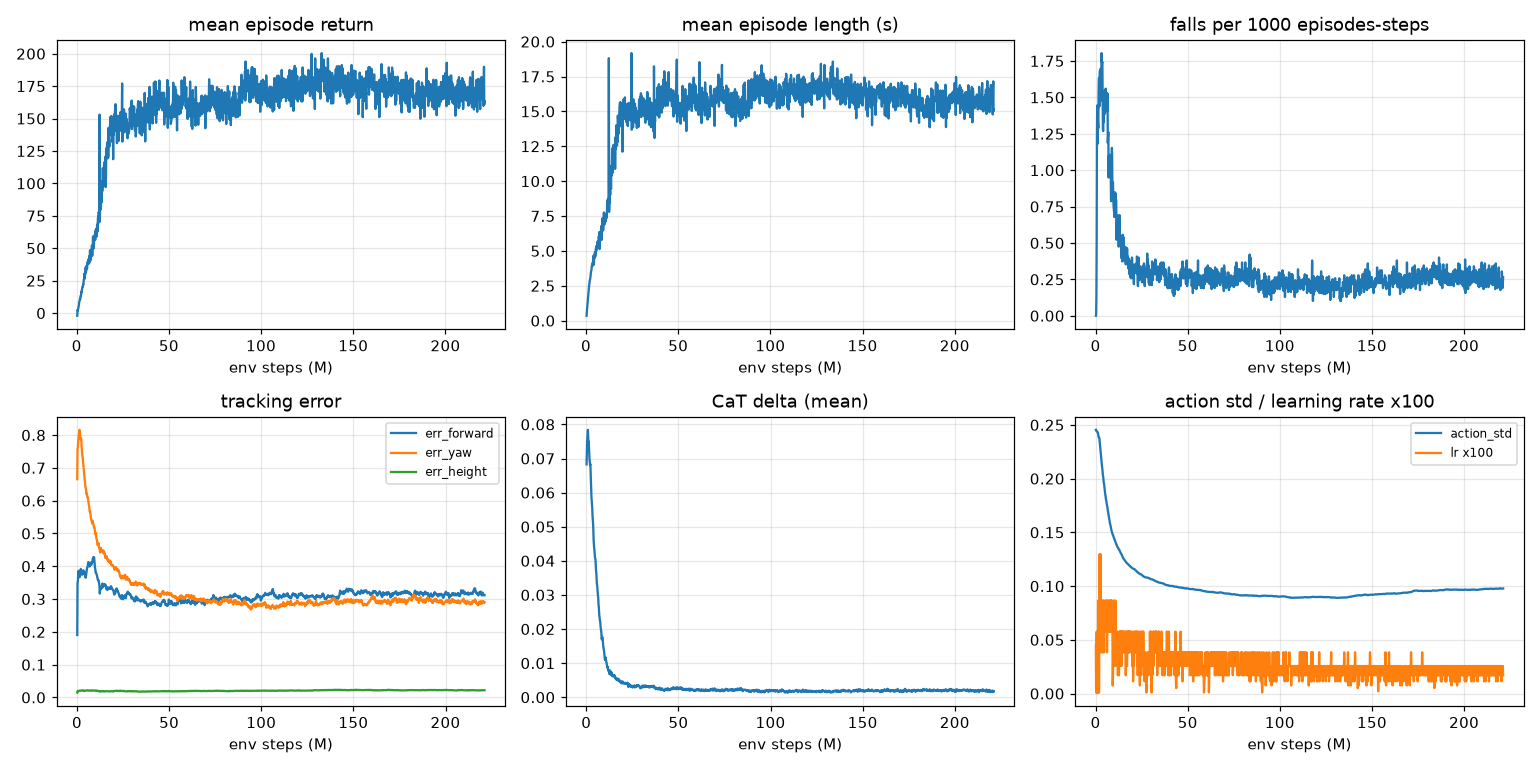 mean episode return
200
175
150
125
100
75
50
25
0
0 50 100 150 200
env steps (M)
mean episode length (s)
20.0
17.5
15.0
12.5
10.0
7.5
5.0
2.5
0.0
0 50 100 150 200
env steps (M)
falls per 1000 episodes-steps
1.75
1.50
1.25
1.00
0.75
0.50
0.25
0.00
0 50 100 150 200
env steps (M)
tracking error
err_forward
err_yaw
err_height
0.8
0.7
0.6
0.5
0.4
0.3
0.2
0.1
0.0
0 50 100 150 200
env steps (M)
CaT delta (mean)
0.08
0.07
0.06
0.05
0.04
0.03
0.02
0.01
0.00
0 50 100 150 200
env steps (M)
action std / learning rate x100
action_std
lr x100
0.25
0.20
0.15
0.10
0.05
0.00
0 50 100 150 200
env steps (M)